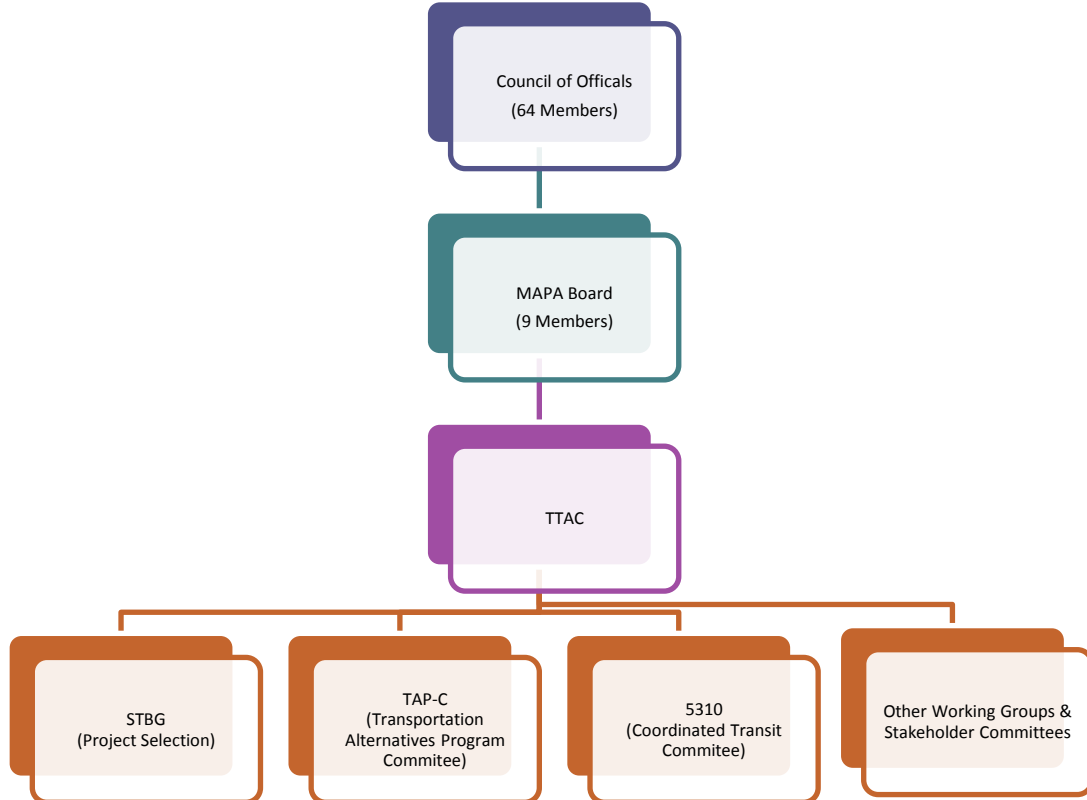 Council of Officals
(64 Members)
MAPA Board
(9 Members)
TTAC
STBG
(Project Selection)
TAP-C
(Transportation
Alternatives Program
Commitee)
5310
(Coordinated Transit
Commitee)
Other Working Groups &
Stakeholder Committees